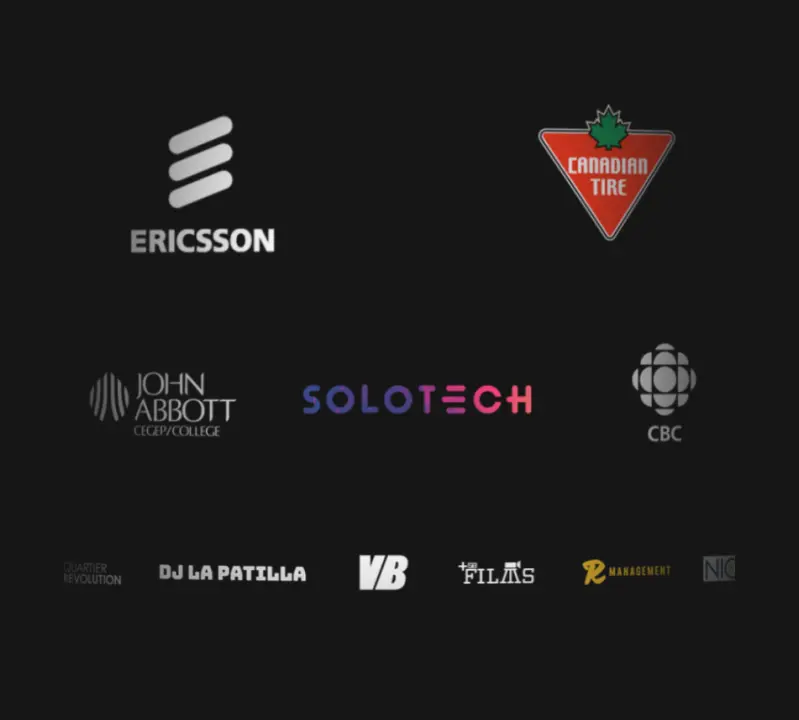 ERICSSON
CANADIAN
TIRE
JOHN
ABBOTT
CEGEP/COLLEGE
SOLOTECH
CBC
QUARTIER
REVOLUTION
DJ LA PATILLA
VB
FILMS
R MANAGEMENT